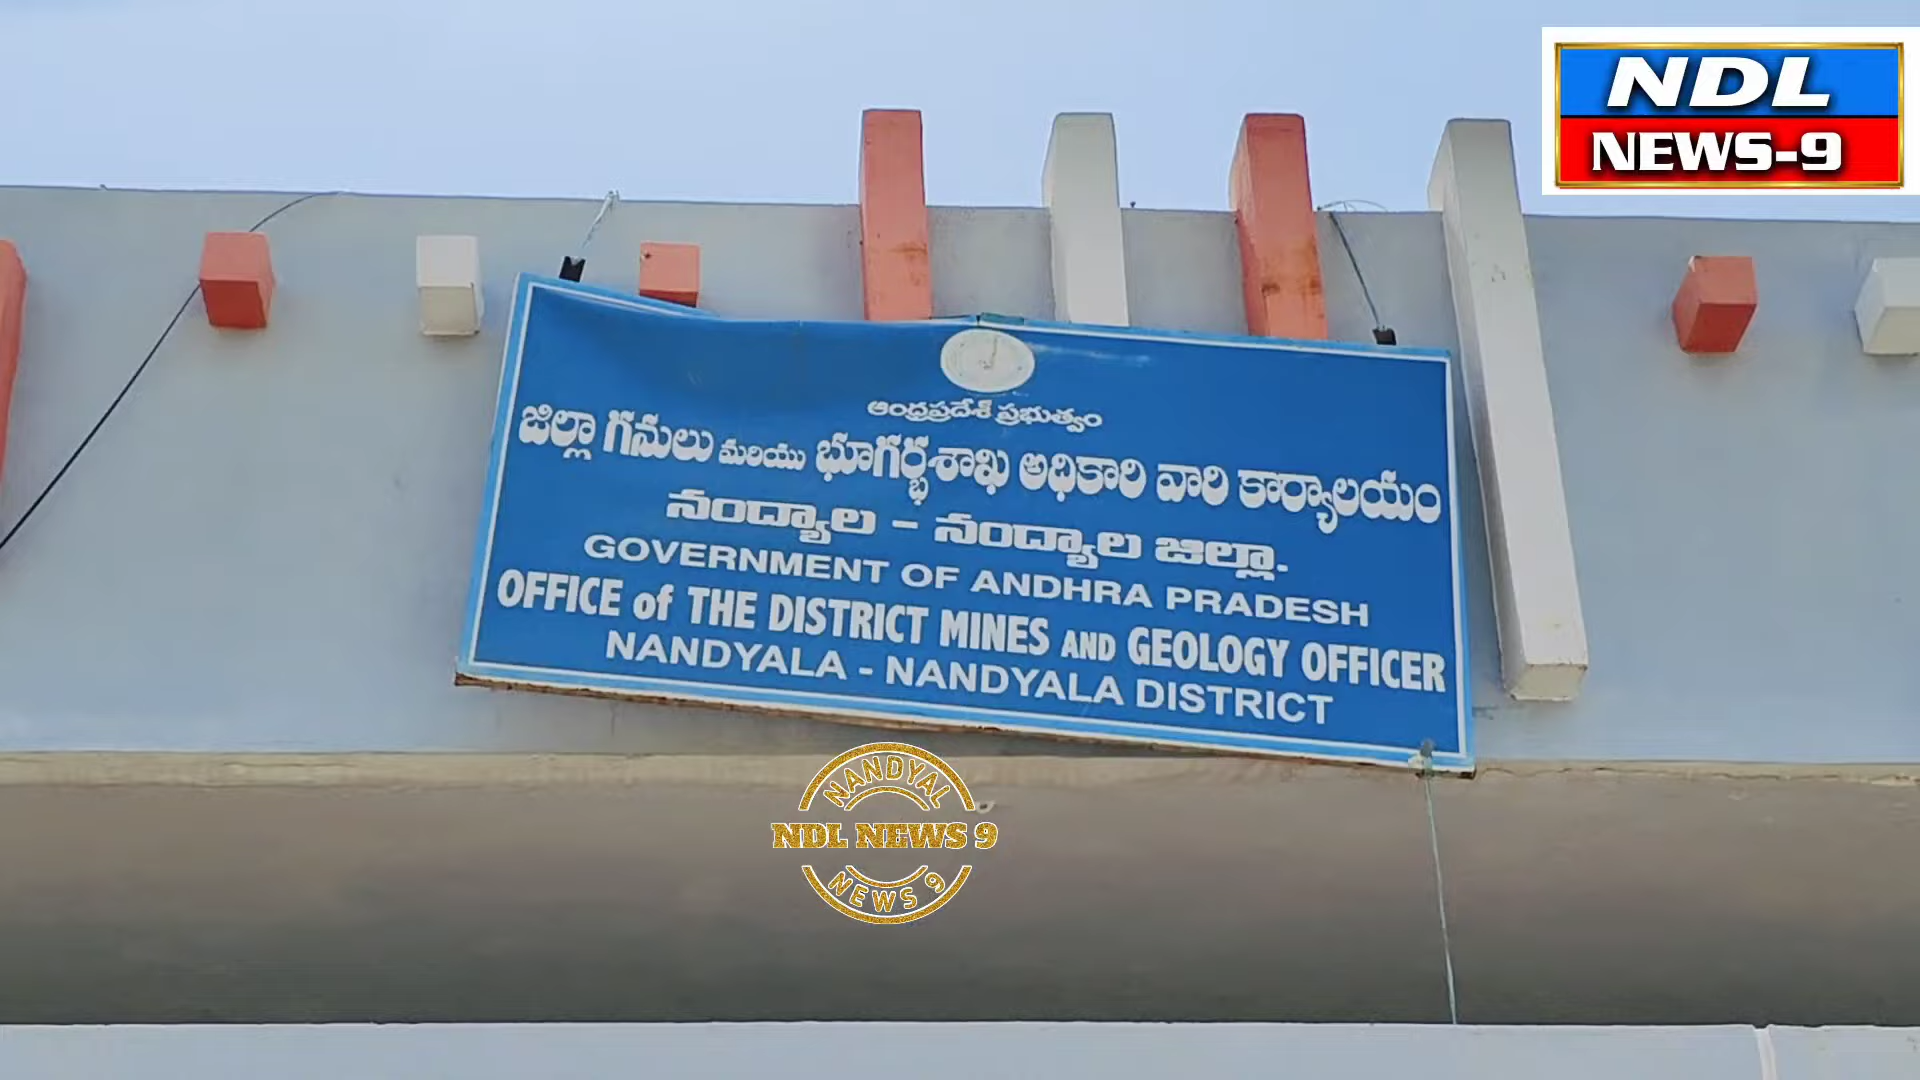 NDL
NEWS-9
ఆంధ్రప్రదేశ్ ప్రభుత్వం
జిల్లా గనులు మరియు భూగర్భశాఖ అధికారి వారి కార్యాలయం
నంద్యాల - నంద్యాల జిల్లా.
GOVERNMENT OF ANDHRA PRADESH
OFFICE of THE DISTRICT MINES AND GEOLOGY OFFICER
NANDYALA - NANDYALA DISTRICT
NANDYAL
NDL NEWS 9
NEWS 9